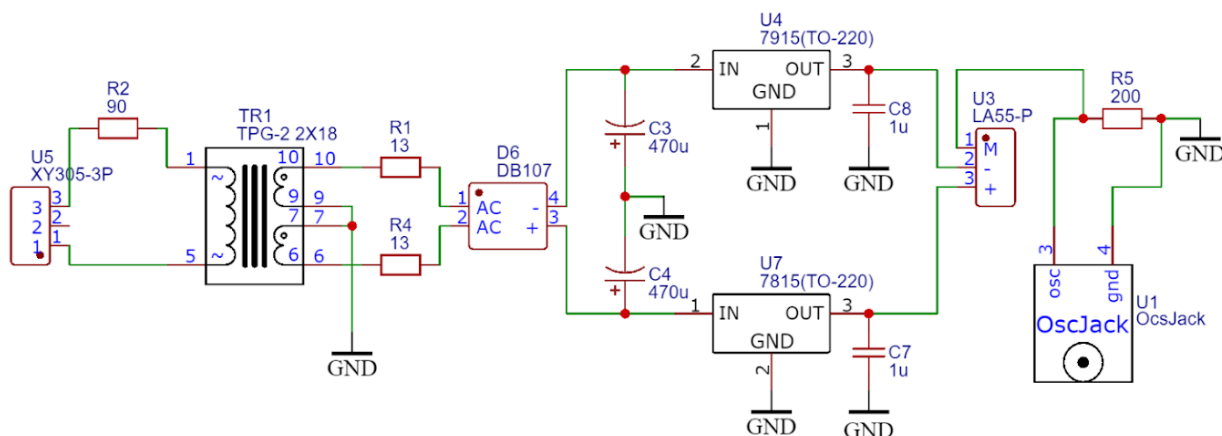 U5
XY305-3P
3
2
1
3
2
1
R2
90
TR1
TPG-2 2X18
1
5
~
~
10
9
7
6
10
9
7
6
GND
R1
13
R4
13
D6
DB107
1
2
AC
AC
-
+
4
3
C3
470u
+
GND
C4
470u
+
U4
7915(TO-220)
2
IN
OUT
3
GND
1
GND
C8
1u
GND
U7
7815(TO-220)
1
IN
OUT
3
GND
2
GND
C7
1u
GND
U3
LA55-P
1
2
3
M
-
+
R5
200
GND
3
4
osc
gnd
U1
OcsJack
OscJack